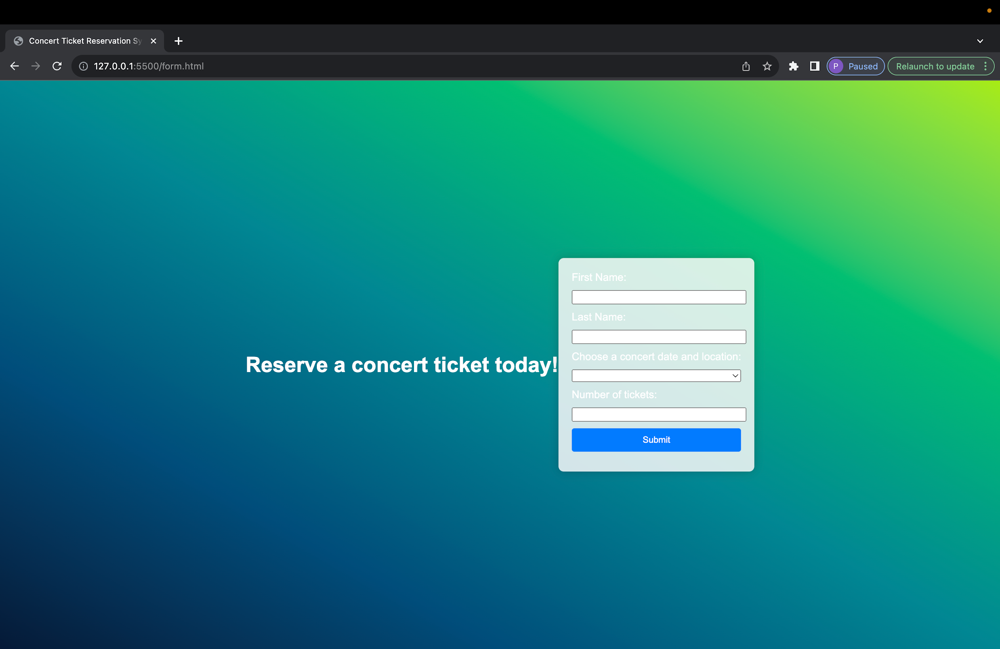 Concert Ticket Reservation Sy
127.0.0.1:5500/form.html
P Paused
Relaunch to update
First Name:
Last Name:
Choose a concert date and location:
Reserve a concert ticket today!
Number of tickets:
Submit